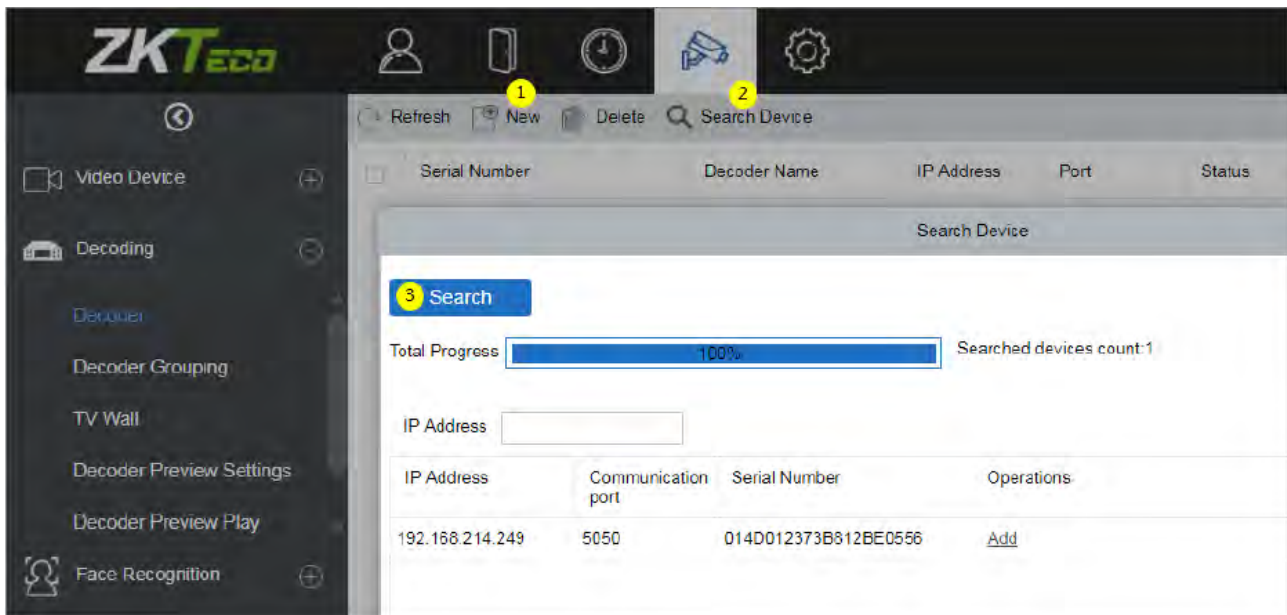 ZKTECO
1 2
Refresh New Delete Search Device
Video Device
Serial Number Decoder Name IP Address Port Status
Decoding
Search Device
Decoder
3 Search
Total Progress 100% Searched devices count:1
Decoder Grouping
TV Wall
IP Address
Decoder Preview Settings
IP Address Communication port Serial Number Operations
Decoder Preview Play
192.168.214.249 5050 014D012373B812BE0556 Add
Face Recognition